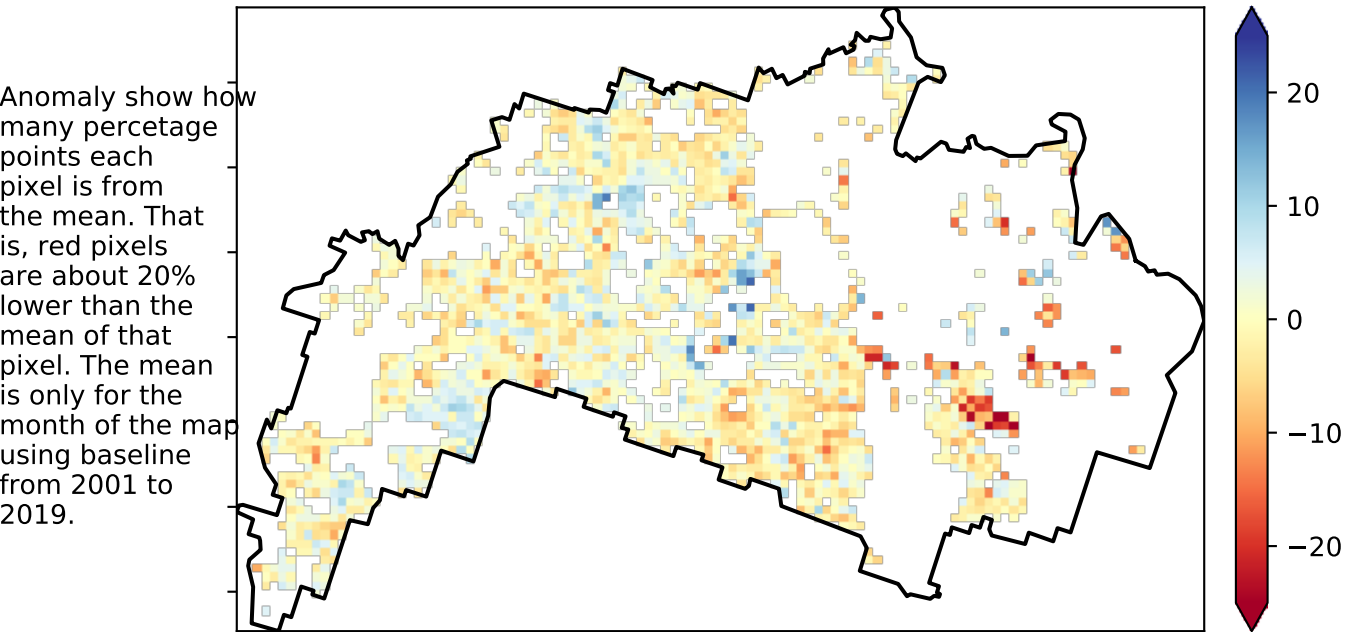 Anomaly show how
many percetage
points each
pixel is from
the mean. That
is, red pixels
are about 20%
lower than the
mean of that
pixel. The mean
is only for the
month of the map
using baseline
from 2001 to
2019.
20
10
0
−10
−20